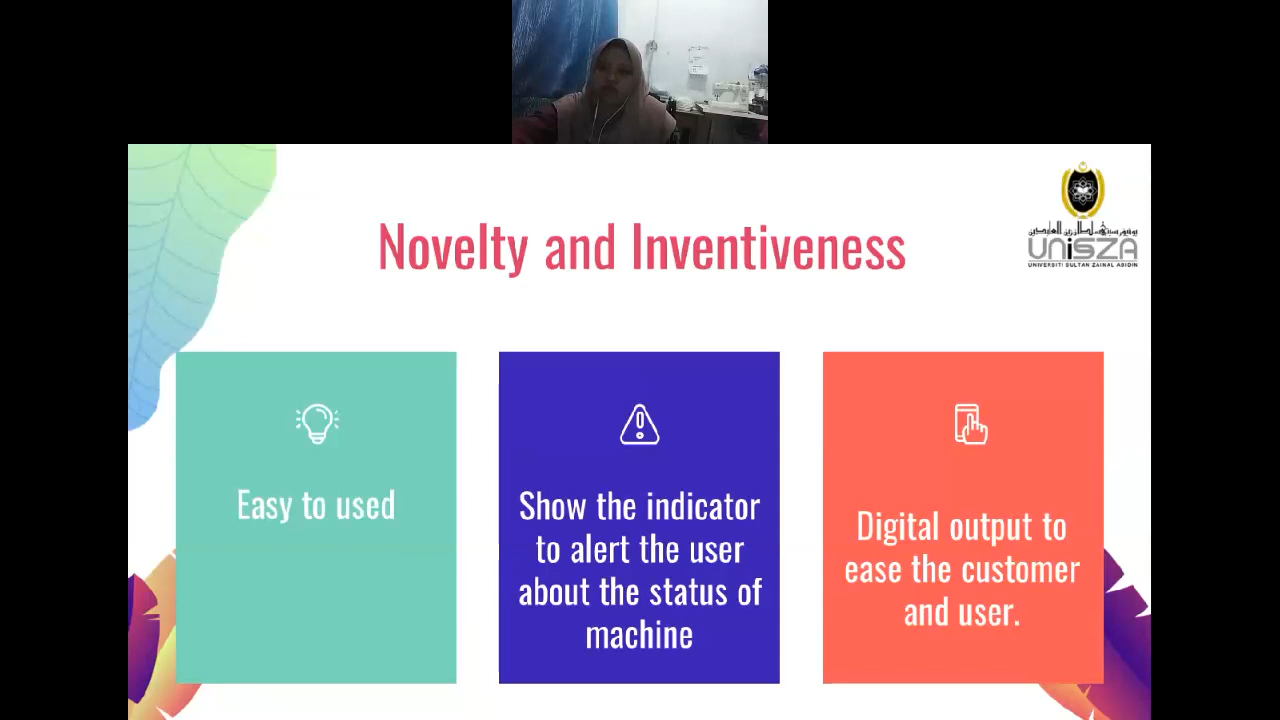 Novelty and Inventiveness
UNiSZA
UNIVERSITI SULTAN ZAINAL ABIDIN
Easy to used
Show the indicator
to alert the user
about the status of
machine
Digital output to
ease the customer
and user.